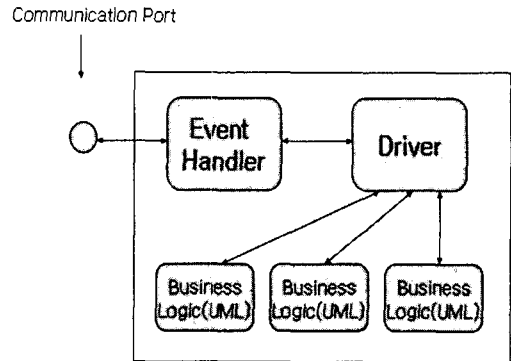 Communication Port
Event
Handler
Driver
Business
Logic(UML)
Business
Logic(UML)
Business
Logic(UML)